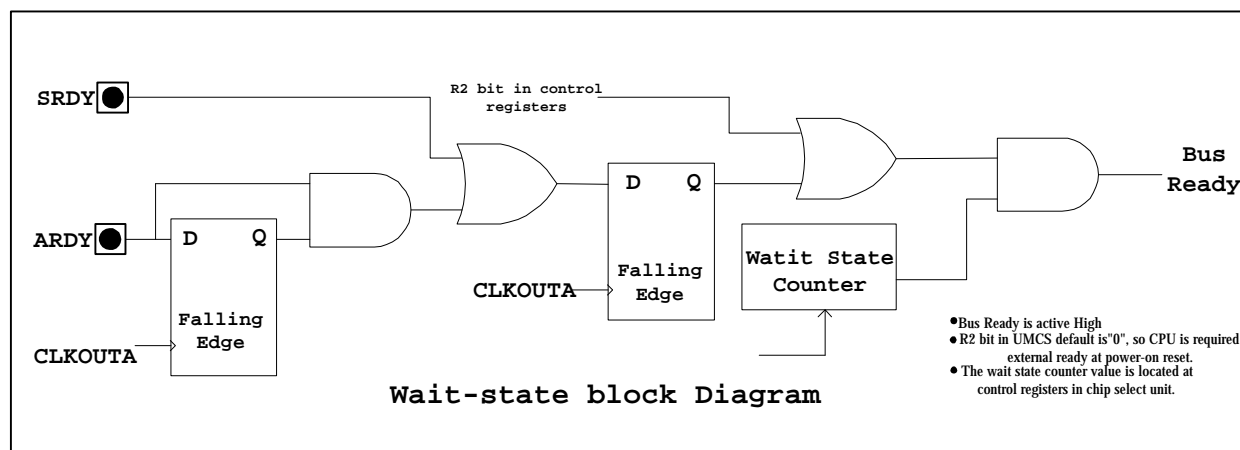 SRDY
R2 bit in control
registers
Bus
Ready
D Q
D Q
ARDY
Watit State
Counter
Falling
Edge
CLKOUTA
Falling
Edge
CLKOUTA
●Bus Ready is active High
●R2 bit in UMCS default is"0", so CPU is required
external ready at power-on reset.
●The wait state counter value is located at
control registers in chip select unit.
Wait-state block Diagram